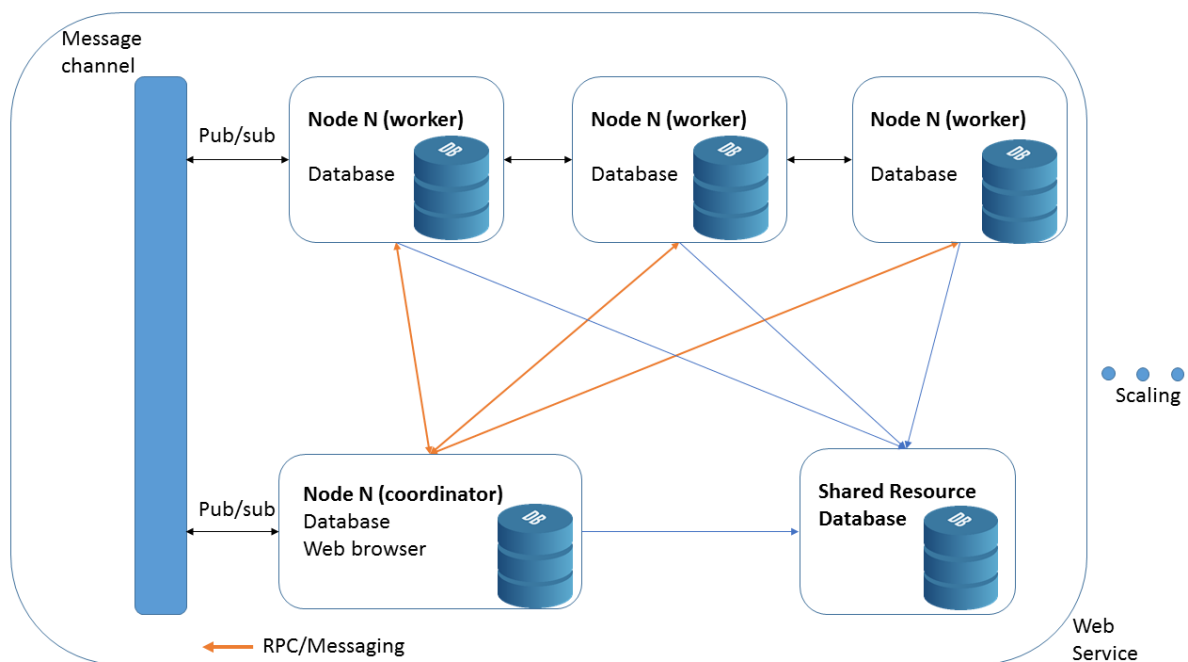 Message
channel
Pub/sub
Node N (worker)
Database
DB
Node N (worker)
Database
DB
Node N (worker)
Database
DB
Scaling
Pub/sub
Node N (coordinator)
Database
Web browser
DB
Shared Resource
Database
DB
RPC/Messaging
Web
Service